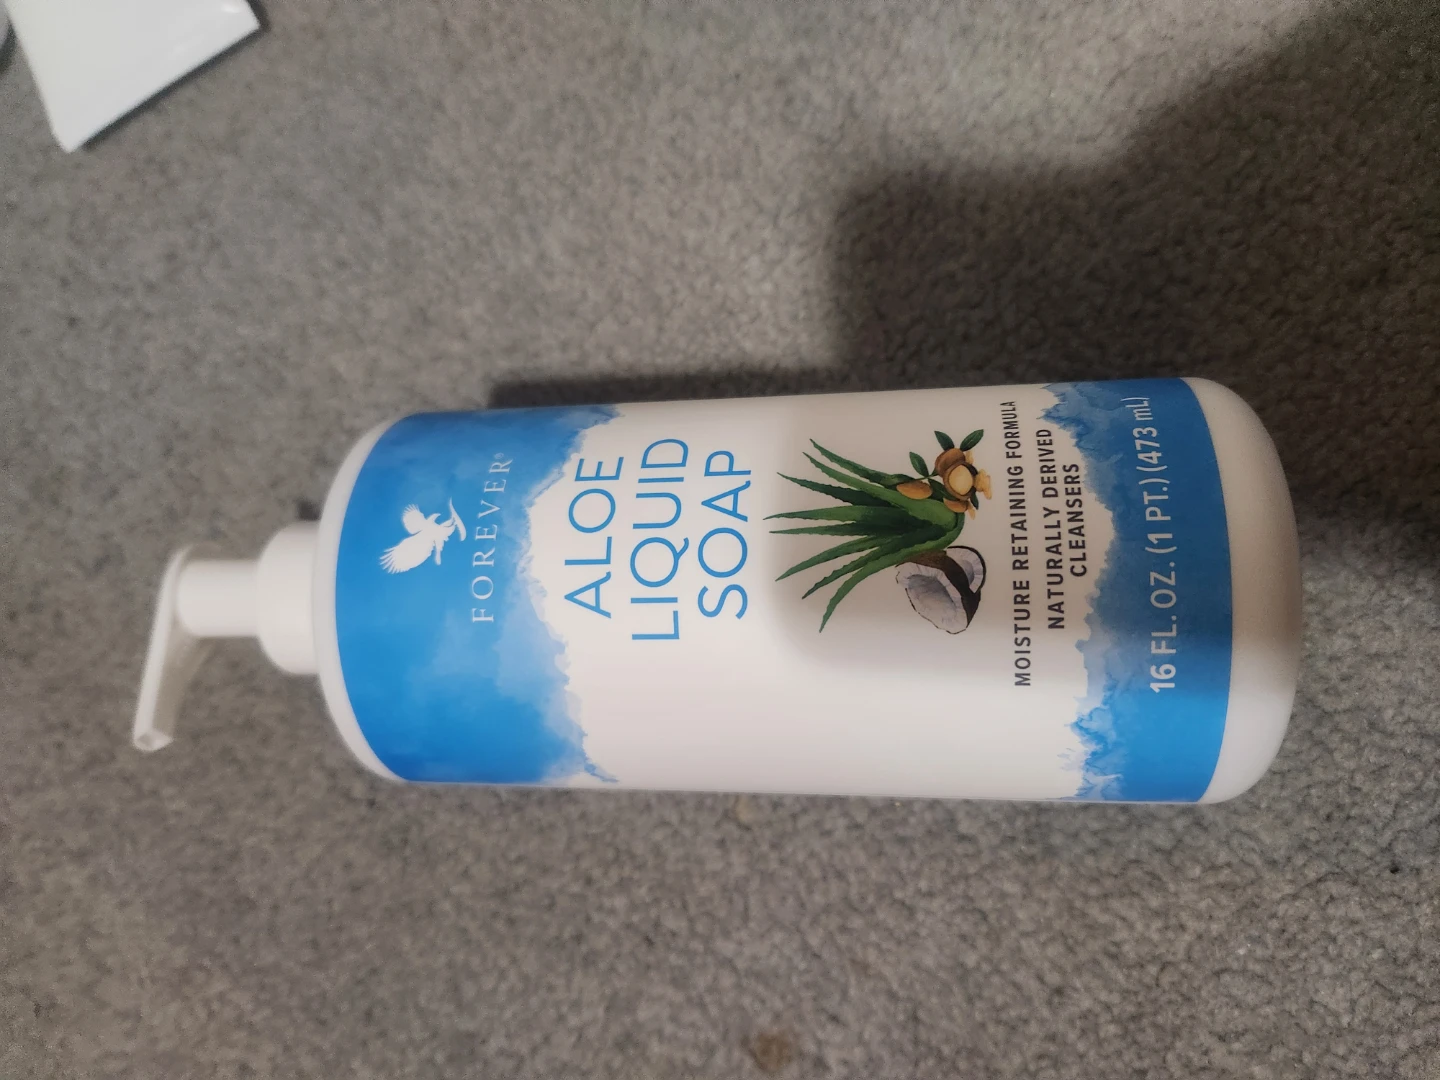 FOREVER®
ALOE
LIQUID
SOAP
MOISTURE RETAINING FORMULA
NATURALLY DERIVED
CLEANSERS
16 FL. OZ. (1 PT.) (473 mL)